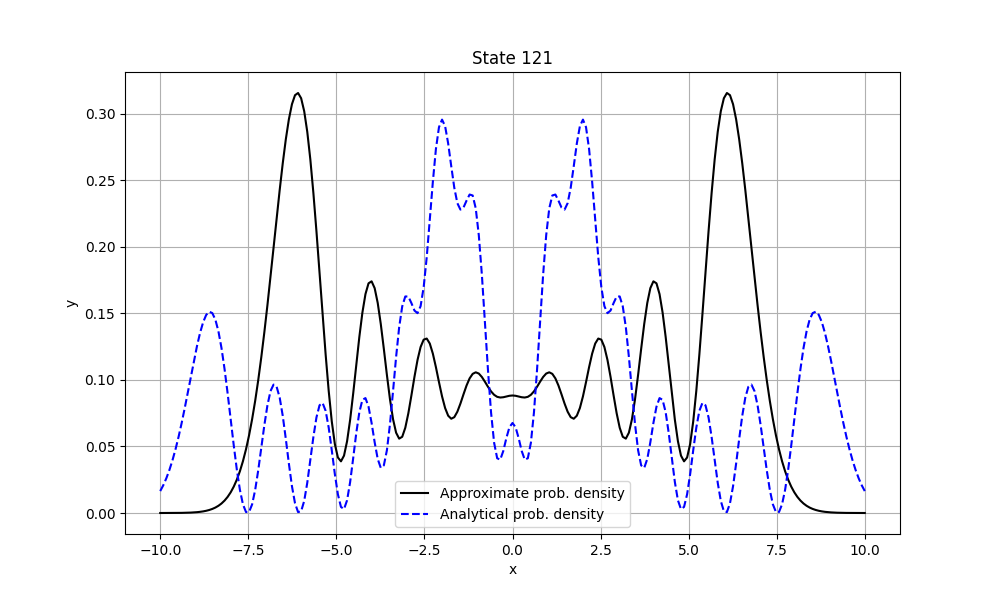 State 121
y
0.30
0.25
0.20
0.15
0.10
0.05
0.00
Approximate prob. density
Analytical prob. density
−10.0 −7.5 −5.0 −2.5 0.0 2.5 5.0 7.5 10.0
x